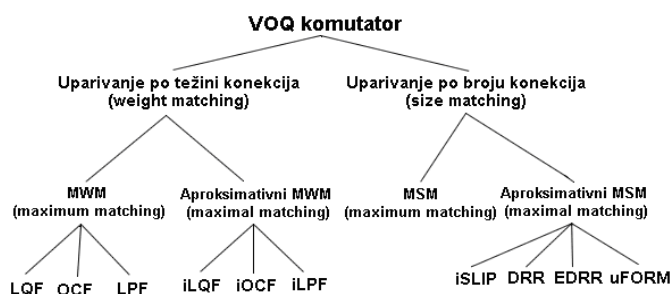 VOQ komutator
Uparivanje po težini konekcija
(weight matching)
Uparivanje po broju konekcija
(size matching)
MWM
(maximum matching)
Aproksimativni MWM
(maximal matching)
MSM
(maximum matching)
Aproksimativni MSM
(maximal matching)
LQF OCF LPF
iLQF iOCF iLPF
iSLIP DRR EDRR uFORM